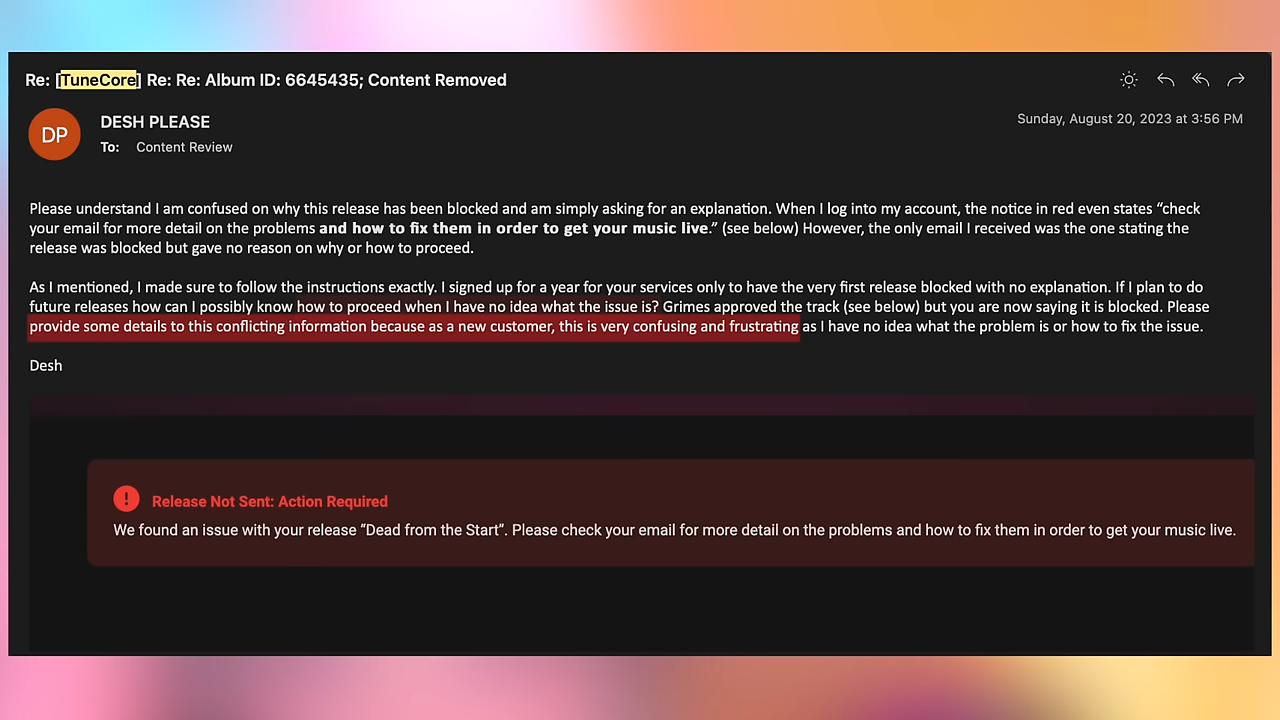 Re: [TuneCore] Re: Re: Album ID: 6645435; Content Removed
DP
DESH PLEASE
Sunday, August 20, 2023 at 3:56 PM
To: Content Review
Please understand I am confused on why this release has been blocked and am simply asking for an explanation. When I log into my account, the notice in red even states “check
your email for more detail on the problems and how to fix them in order to get your music live.” (see below) However, the only email I received was the one stating the
release was blocked but gave no reason on why or how to proceed.
As I mentioned, I made sure to follow the instructions exactly. I signed up for a year for your services only to have the very first release blocked with no explanation. If I plan to do
future releases how can I possibly know how to proceed when I have no idea what the issue is? Grimes approved the track (see below) but you are now saying it is blocked. Please
provide some details to this conflicting information because as a new customer, this is very confusing and frustrating as I have no idea what the problem is or how to fix the issue.
Desh
Release Not Sent: Action Required
We found an issue with your release “Dead from the Start”. Please check your email for more detail on the problems and how to fix them in order to get your music live.